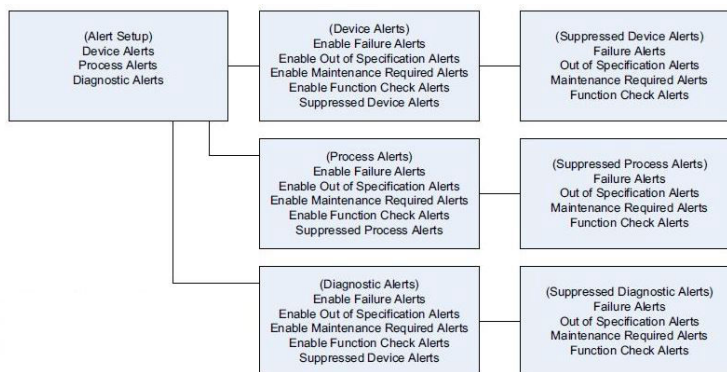 (Alert Setup)
Device Alerts
Process Alerts
Diagnostic Alerts
(Device Alerts)
Enable Failure Alerts
Enable Out of Specification Alerts
Enable Maintenance Required Alerts
Enable Function Check Alerts
Suppressed Device Alerts
(Suppressed Device Alerts)
Failure Alerts
Out of Specification Alerts
Maintenance Required Alerts
Function Check Alerts
(Process Alerts)
Enable Failure Alerts
Enable Out of Specification Alerts
Enable Maintenance Required Alerts
Enable Function Check Alerts
Suppressed Process Alerts
(Suppressed Process Alerts)
Failure Alerts
Out of Specification Alerts
Maintenance Required Alerts
Function Check Alerts
(Diagnostic Alerts)
Enable Failure Alerts
Enable Out of Specification Alerts
Enable Maintenance Required Alerts
Enable Function Check Alerts
Suppressed Device Alerts
(Suppressed Diagnostic Alerts)
Failure Alerts
Out of Specification Alerts
Maintenance Required Alerts
Function Check Alerts